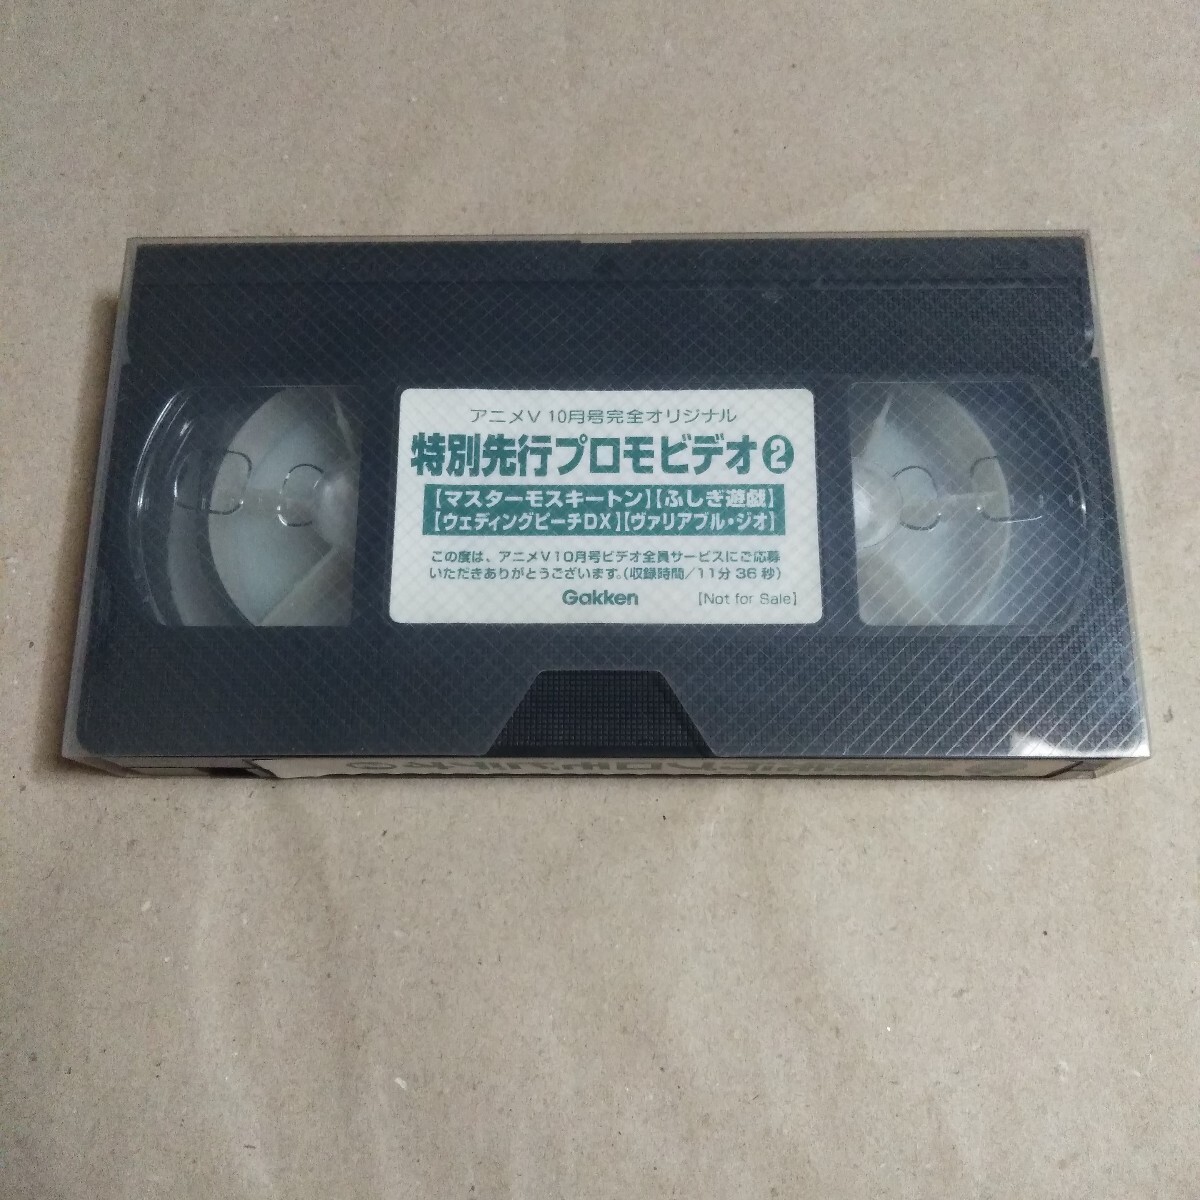 アニメV 10月号完全オリジナル
特別先行プロモビデオ❷
【マスターモスキートン】【ふしぎ遊戯】
【ウェディングピーチDX】【ヴァリアブル・ジオ】
この度は、アニメV10月号ビデオ全員サービスにご応募
いただきありがとうございます。(収録時間/11分36秒)
Gakken 【Not for Sale】